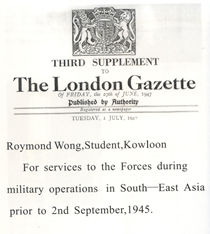 THIRD SUPPLEMENT
TO
The London Gazette
Of FRIDAY, the 27th of JUNE, 1947
Published by Authority
Registered as a newspaper
TUESDAY, 1 JULY, 1947
Roymond Wong,Student,Kowloon
For services to the Forces during
military operations in South—East Asia
prior to 2nd September,1945.